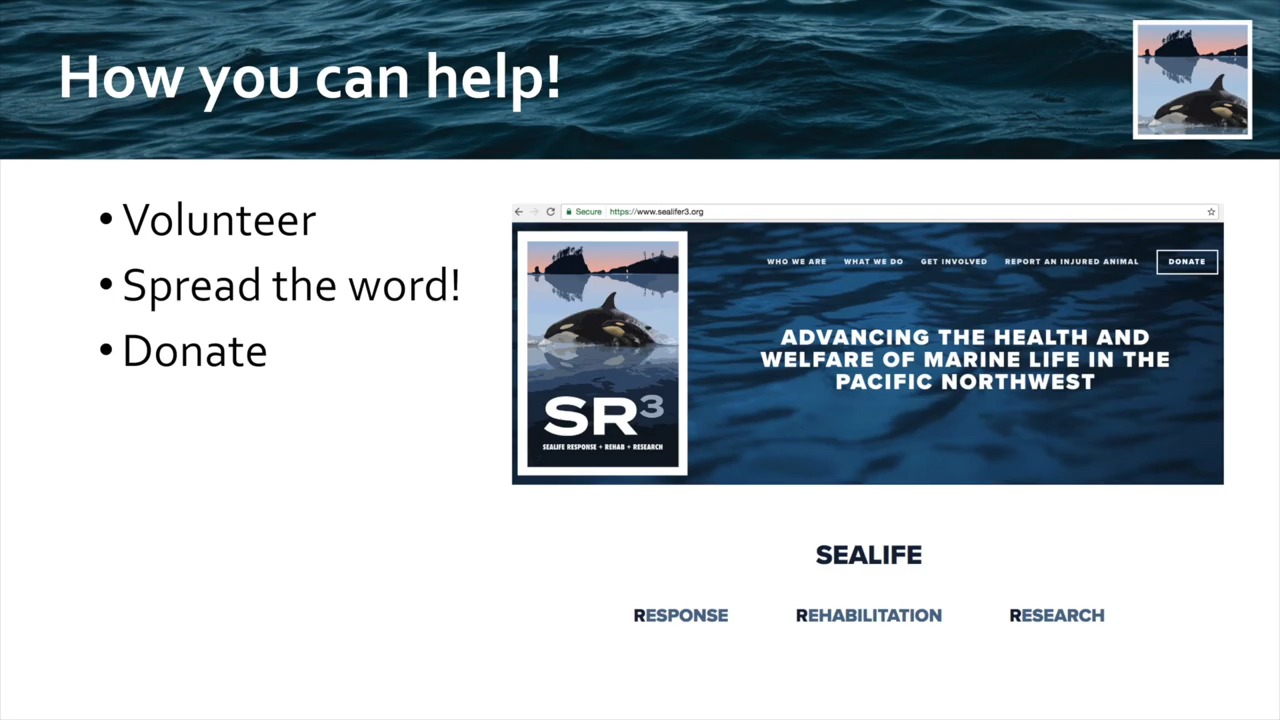 How you can help!
• Volunteer
• Spread the word!
• Donate
Secure https://www.sealifer3.org
WHO WE ARE WHAT WE DO GET INVOLVED REPORT AN INJURED ANIMAL DONATE
ADVANCING THE HEALTH AND
WELFARE OF MARINE LIFE IN THE
PACIFIC NORTHWEST
SR3
SEALIFE RESPONSE + REHAB + RESEARCH
SEALIFE
RESPONSE REHABILITATION RESEARCH